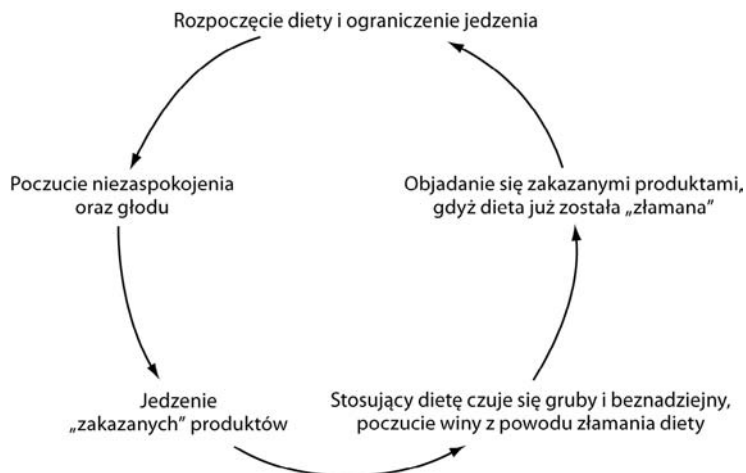 Rozpoczęcie diety i ograniczenie jedzenia
Poczucie niezaspokojenia
oraz głodu
Jedzenie
„zakazanych” produktów
Stosujący dietę czuje się gruby i beznadziejny,
poczucie winy z powodu złamania diety
Objadanie się zakazanymi produktami,
gdyż dieta już została „złamana”